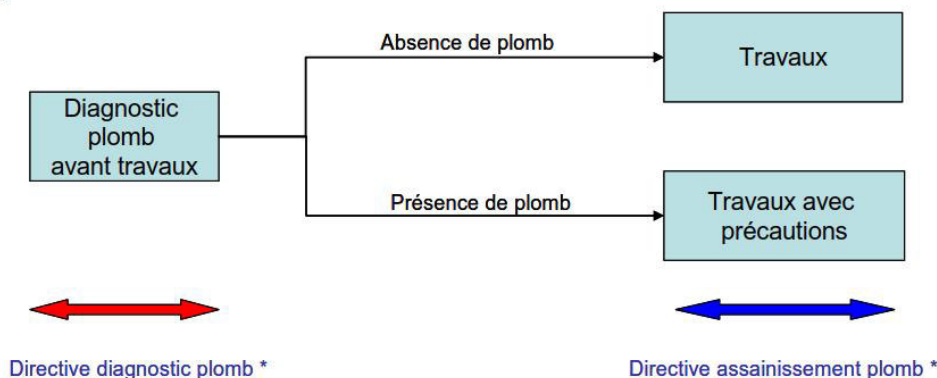 Absence de plomb
Travaux
Diagnostic
plomb
avant travaux
Présence de plomb
Travaux avec
précautions
Directive diagnostic plomb *
Directive assainissement plomb *